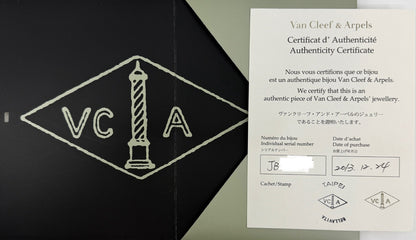 VC A
Van Cleef & Arpels
Certificat d' Authenticité
Authenticity Certificate
Nous vous certifions que ce bijou
est un authentique bijou Van Cleef & Arpels.
We certify that this is an
authentic piece of Van Cleef & Arpels' jewellery.
ヴァンクリーフ・アンド・アーペルのジュエリー
であることを証明いたします。
Numéro du bijou
Individual serial number
シリアルナンバー
JB
Date d'achat
Date of purchase
お買上げ年月日
2013.12.24
Cachet/Stamp
TAIPEI
VC A
BELLAVITA
VC A